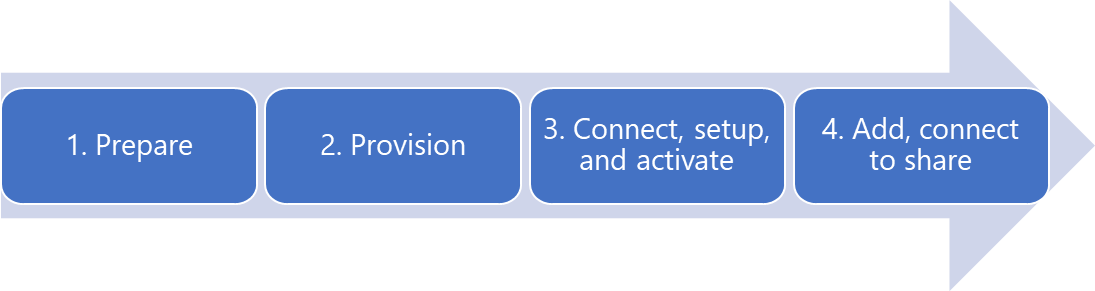 1. Prepare
2. Provision
3. Connect, setup,
and activate
4. Add, connect
to share